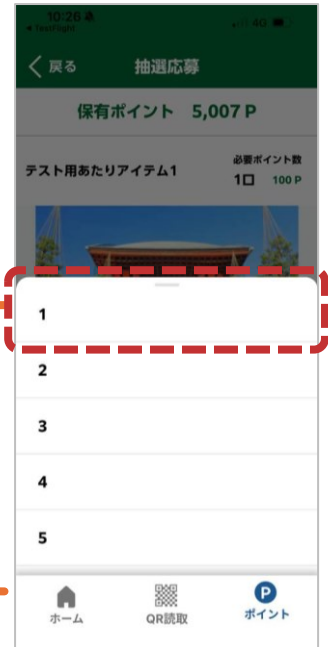 10:26
◀ TestFlight
4G
戻る
抽選応募
保有ポイント 5,007 P
テスト用あたりアイテム1
必要ポイント数
1口 100 P
1
2
3
4
5
ホーム
QR読取
P
ポイント